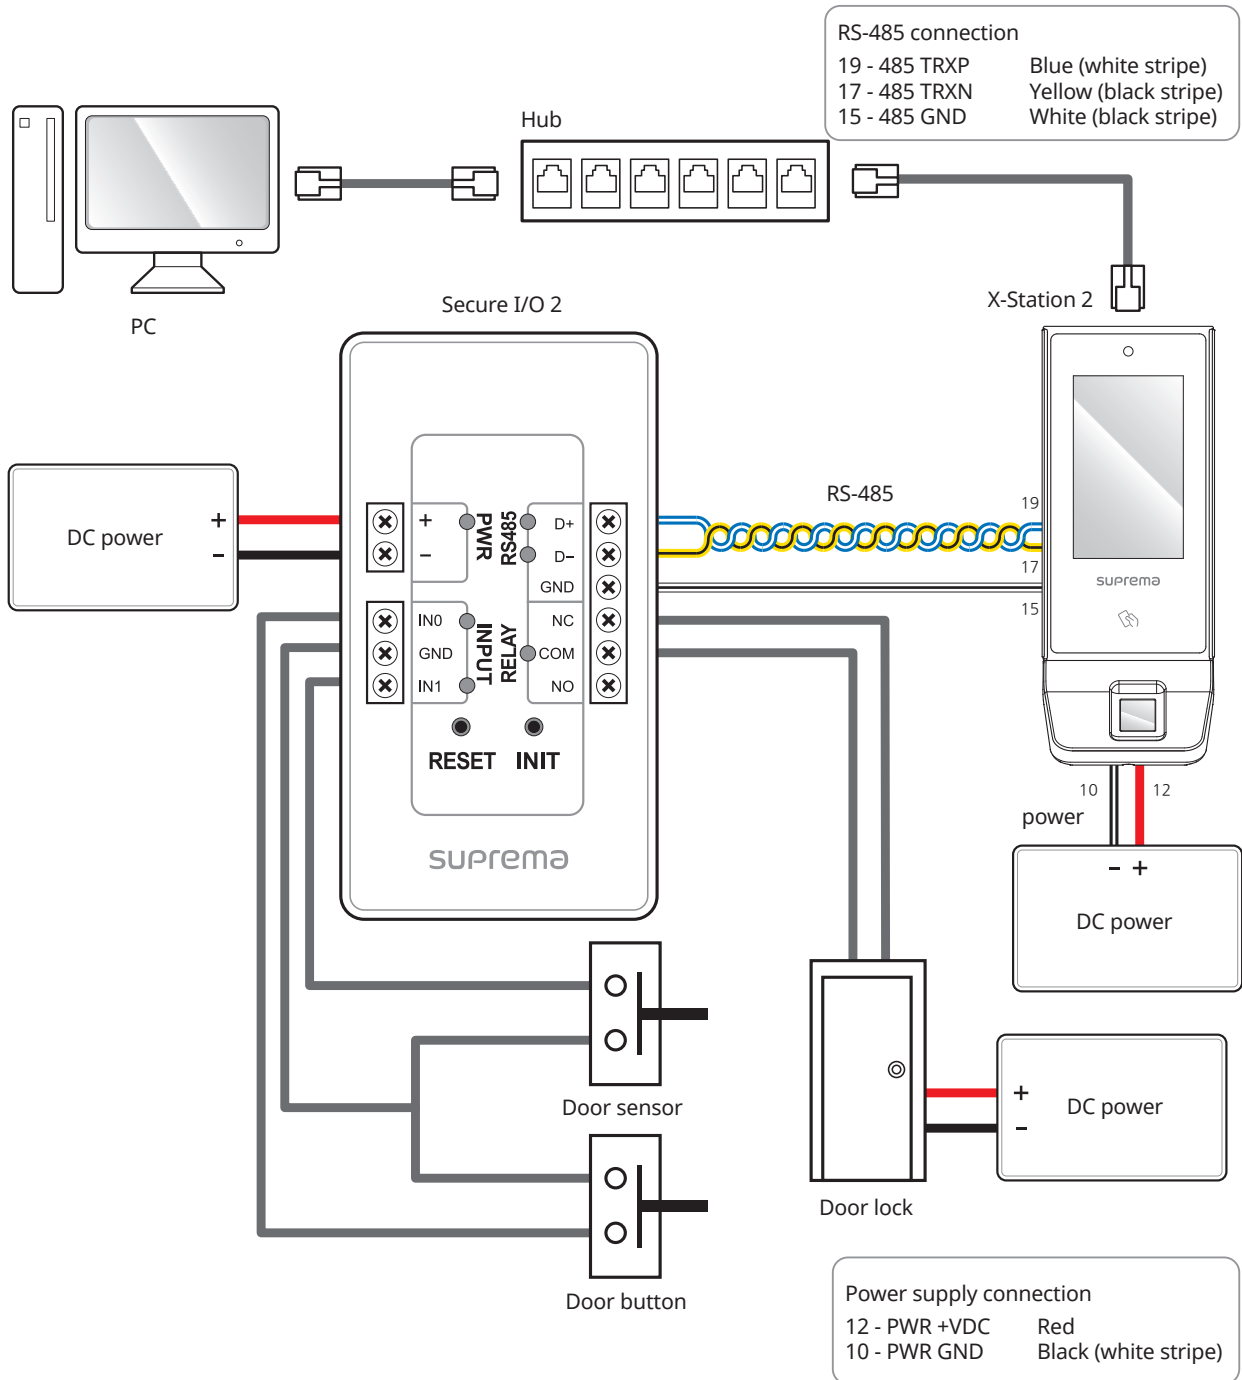 RS-485 connection
19 - 485 TRXP Blue (white stripe)
17 - 485 TRXN Yellow (black stripe)
15 - 485 GND White (black stripe)
Hub
PC
Secure I/O 2
X-Station 2
DC power
+
−
+
−
PWR
RS485
D+
D−
GND
IN0
GND
IN1
INPUT
RELAY
NC
COM
NO
RESET INIT
suprema
RS-485
19
17
15
suprema
10
12
power
− +
DC power
Door sensor
Door button
Door lock
+
−
DC power
Power supply connection
12 - PWR +VDC Red
10 - PWR GND Black (white stripe)